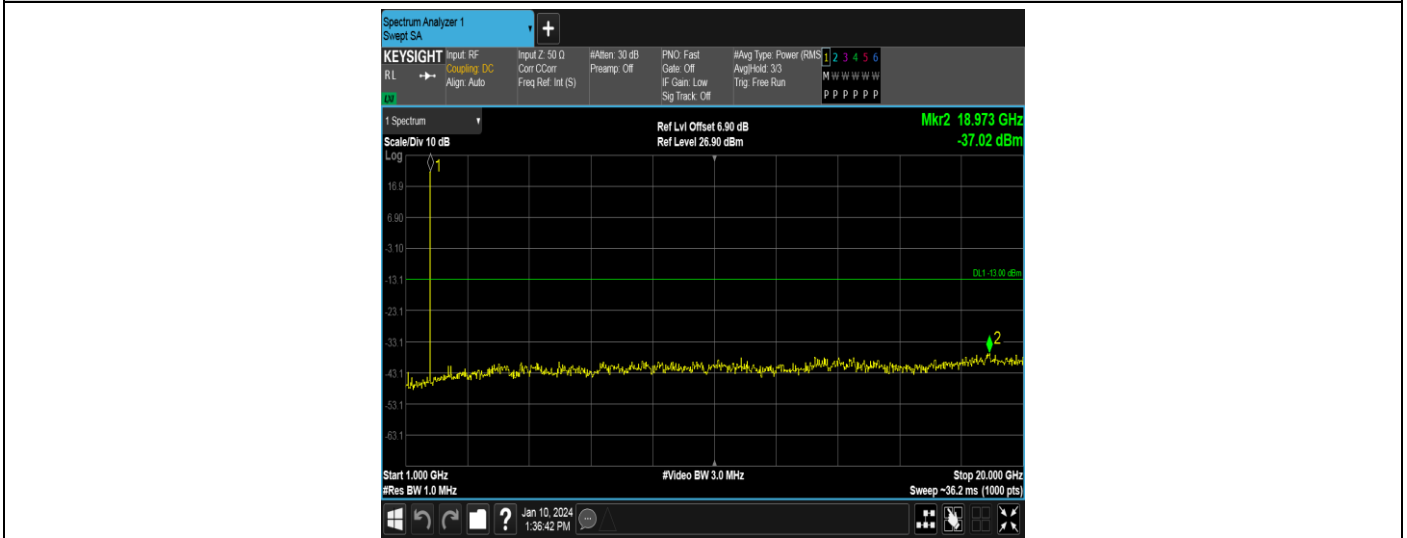 Spectrum Analyzer 1
Swept SA
+
KEYSIGHT
RL
Input: RF
Coupling: DC
Align: Auto
Input Z: 50 Ω
Corr CCorr
Freq Ref: Int (S)
#Atten: 30 dB
Preamp: Off
PNO: Fast
Gate: Off
IF Gain: Low
Sig Track: Off
#Avg Type: Power (RMS
Avg|Hold: 3/3
Trig: Free Run
1 2 3 4 5 6
M W W W W W
P P P P P P
1 Spectrum
Scale/Div 10 dB
Ref Lvl Offset 6.90 dB
Ref Level 26.90 dBm
Mkr2 18.973 GHz
-37.02 dBm
Log
1
16.9
6.90
-3.10
-13.1
DL1 -13.00 dBm
-23.1
-33.1
2
-43.1
-53.1
-63.1
Start 1.000 GHz
#Video BW 3.0 MHz
Stop 20.000 GHz
#Res BW 1.0 MHz
Sweep ~36.2 ms (1000 pts)
?
Jan 10, 2024
1:36:42 PM